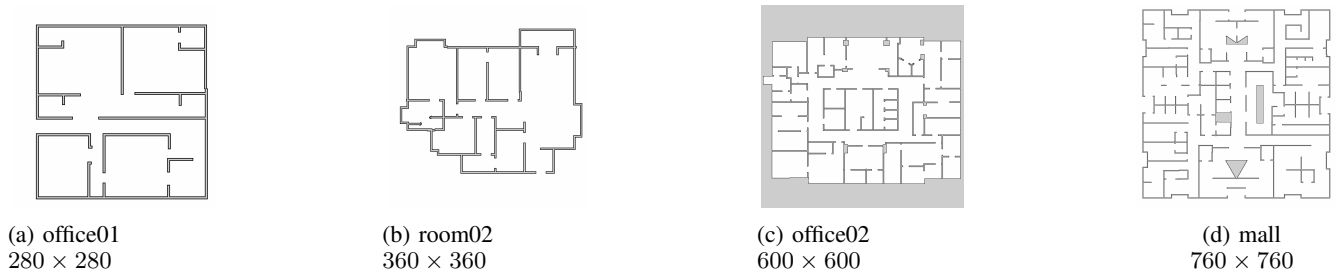 (a) office01
280 × 280
(b) room02
360 × 360
(c) office02
600 × 600
(d) mall
760 × 760